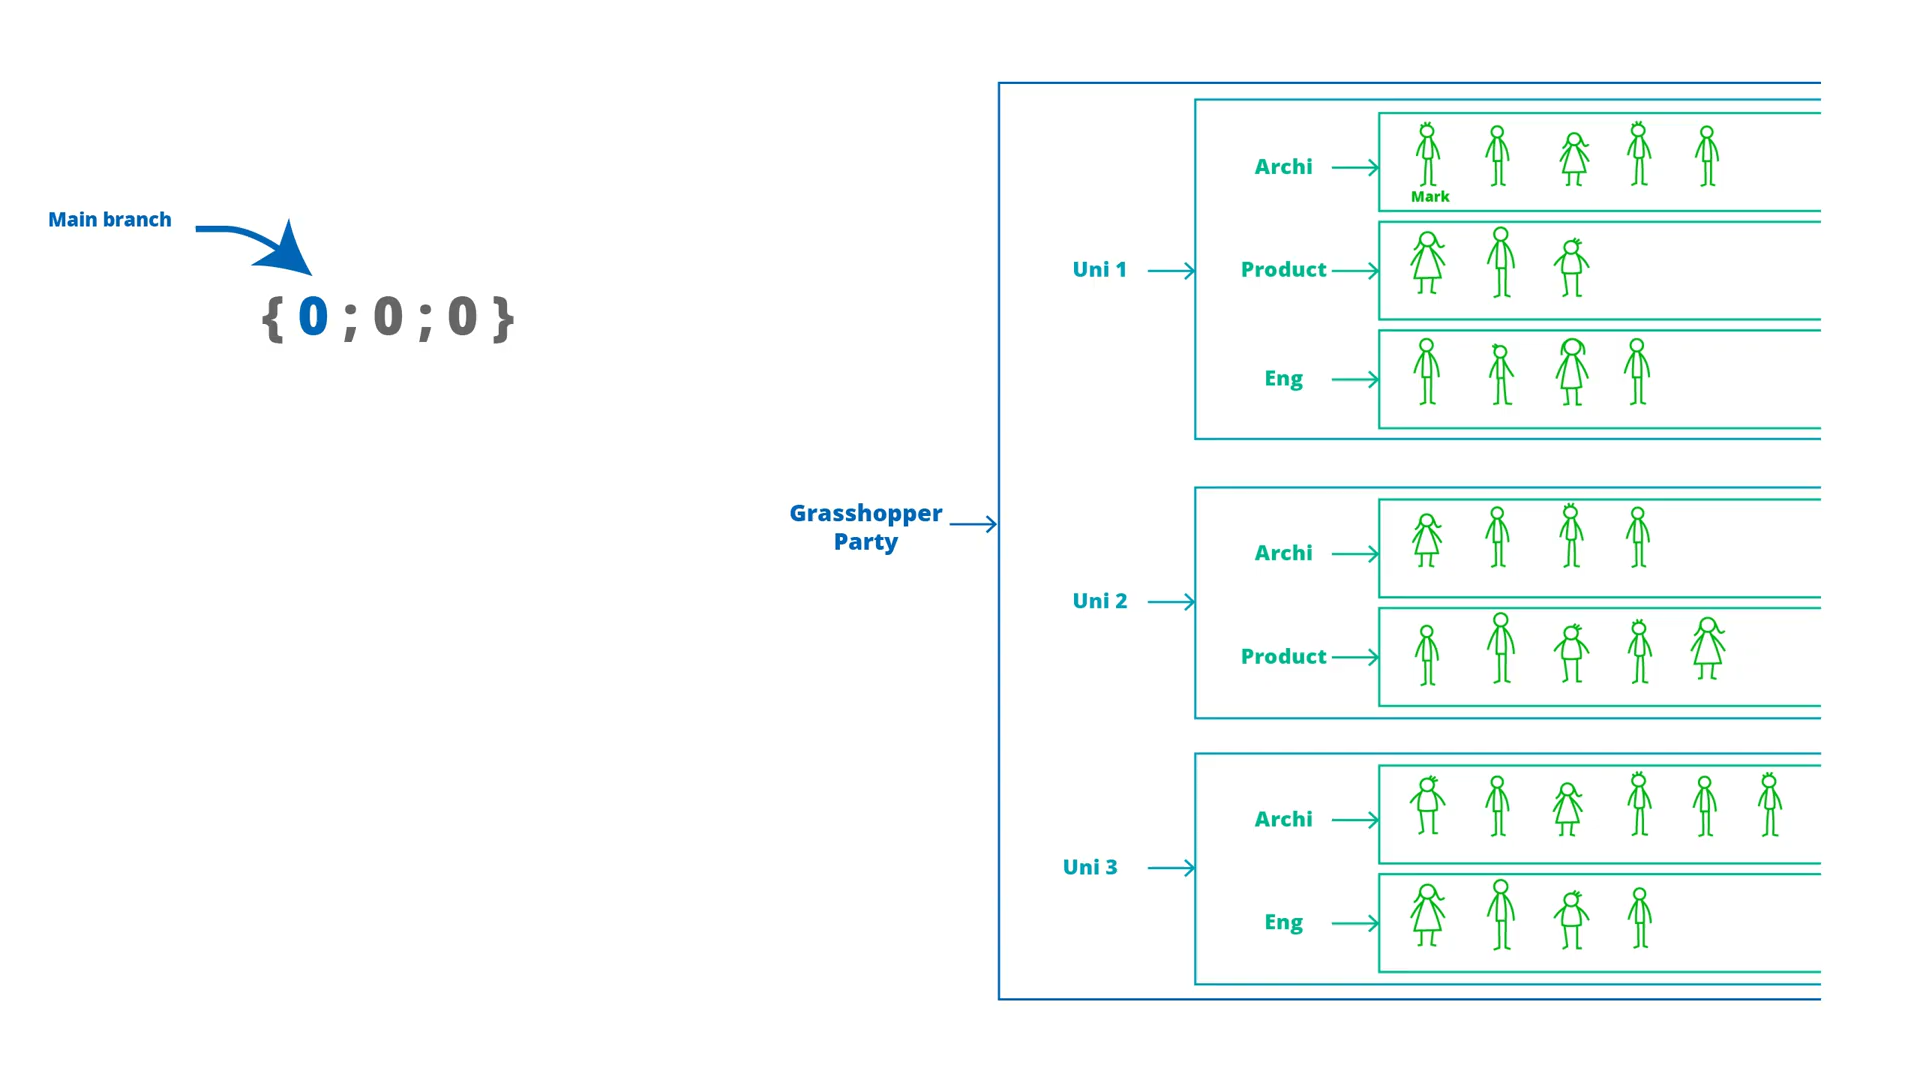 Main branch
{ 0 ; 0 ; 0 }
Grasshopper
Party
Uni 1
Archi
Mark
Product
Eng
Uni 2
Archi
Product
Uni 3
Archi
Eng